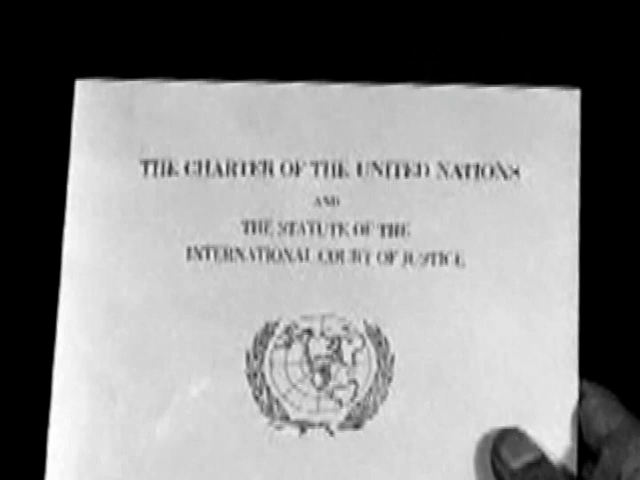 THE CHARTER OF THE UNITED NATIONS
AND
THE STATUTE OF THE
INTERNATIONAL COURT OF JUSTICE